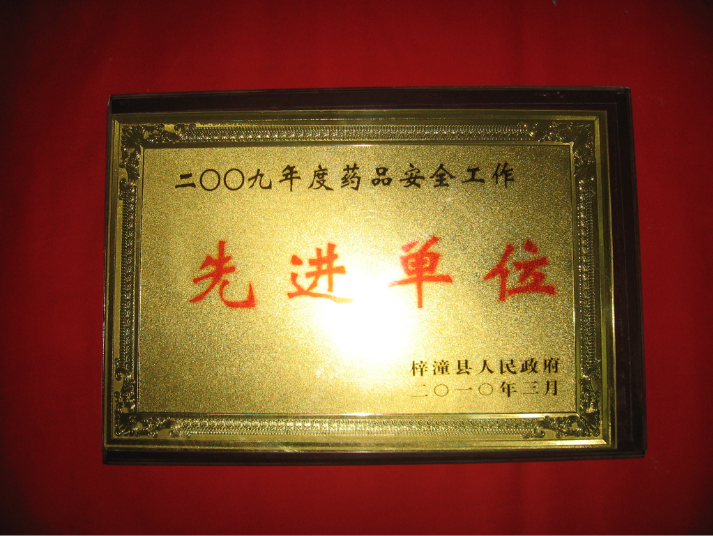 二〇〇九年度药品安全工作
先进单位
梓潼县人民政府
二〇一〇年三月